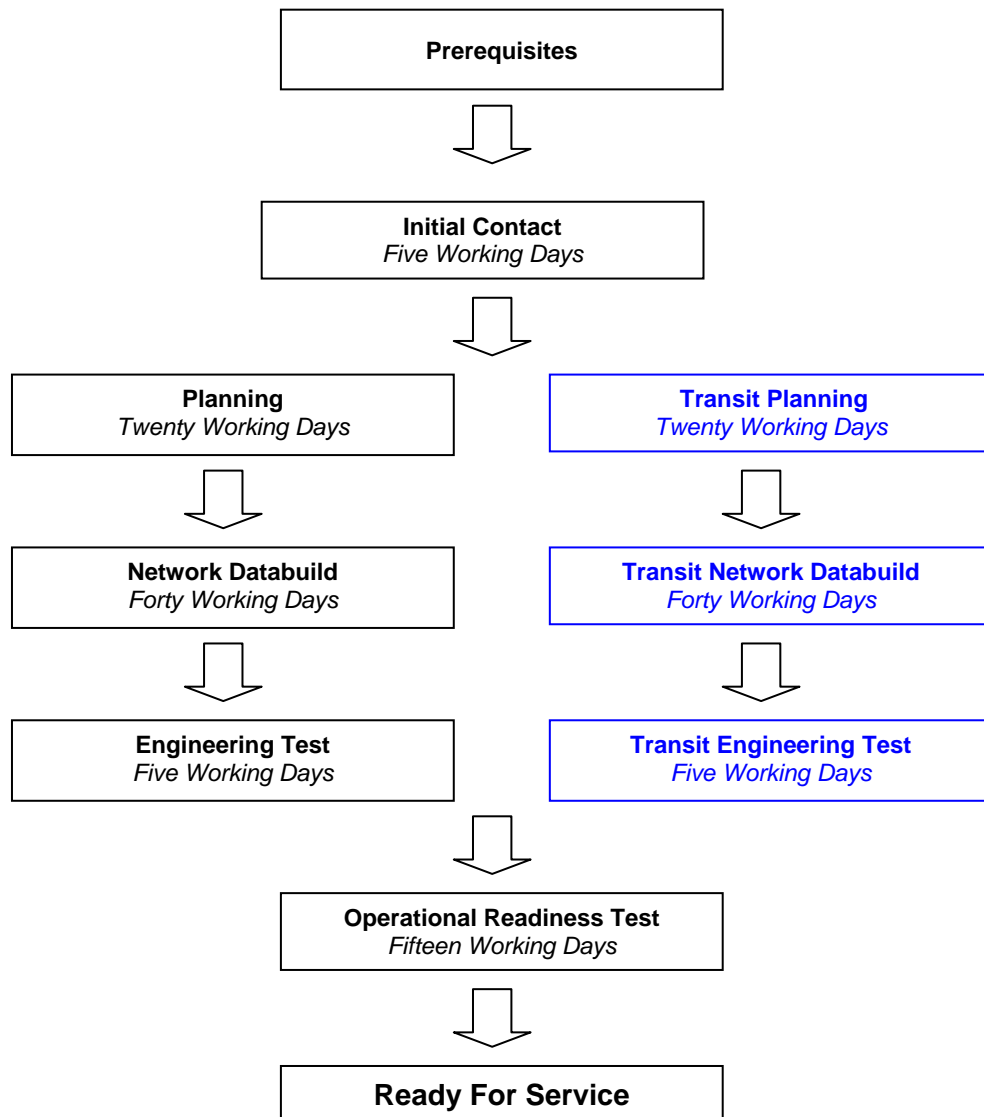 Prerequisites
Initial Contact
Five Working Days
Planning
Twenty Working Days
Transit Planning
Twenty Working Days
Network Databuild
Forty Working Days
Transit Network Databuild
Forty Working Days
Engineering Test
Five Working Days
Transit Engineering Test
Five Working Days
Operational Readiness Test
Fifteen Working Days
Ready For Service